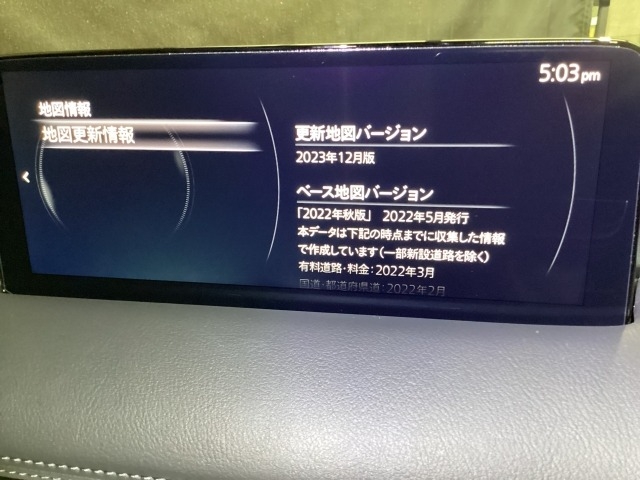 5:03pm
地図情報
地図更新情報
更新地図バージョン
2023年12月版
ベース地図バージョン
「2022年秋版」 2022年5月発行
本データは下記の時点までに収集した情報
で作成しています(一部新設道路を除く)
有料道路・料金:2022年3月
国道・都道府県道:2022年2月